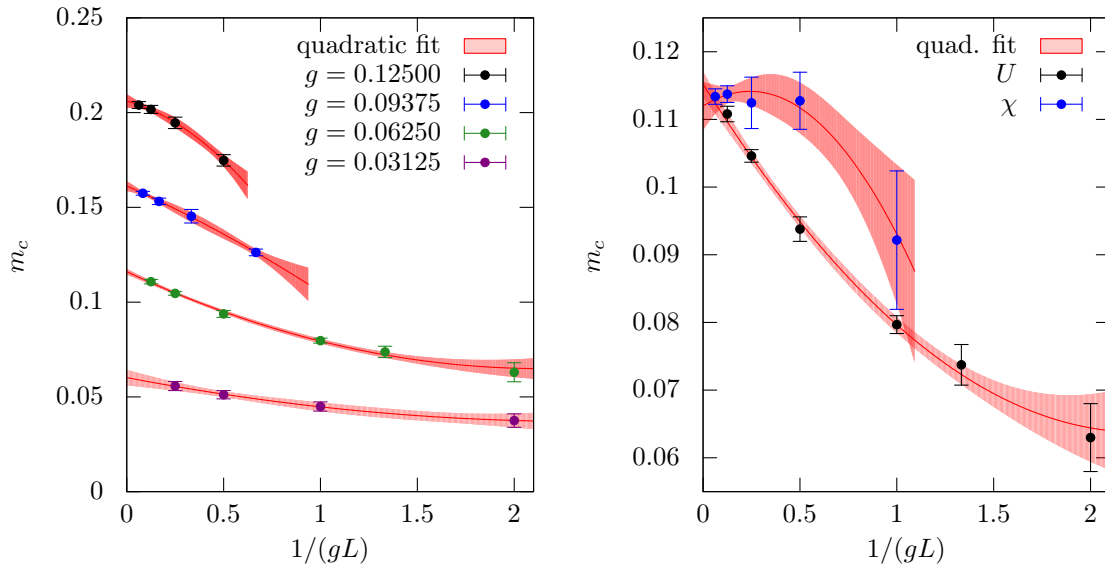 0.25
0.2
0.15
0.1
0.05
0
m_c
0
0.5
1
1.5
2
1/(gL)
quadratic fit
g = 0.12500
g = 0.09375
g = 0.06250
g = 0.03125
0.12
0.11
0.1
0.09
0.08
0.07
0.06
m_c
0
0.5
1
1.5
2
1/(gL)
quad. fit
U
χ